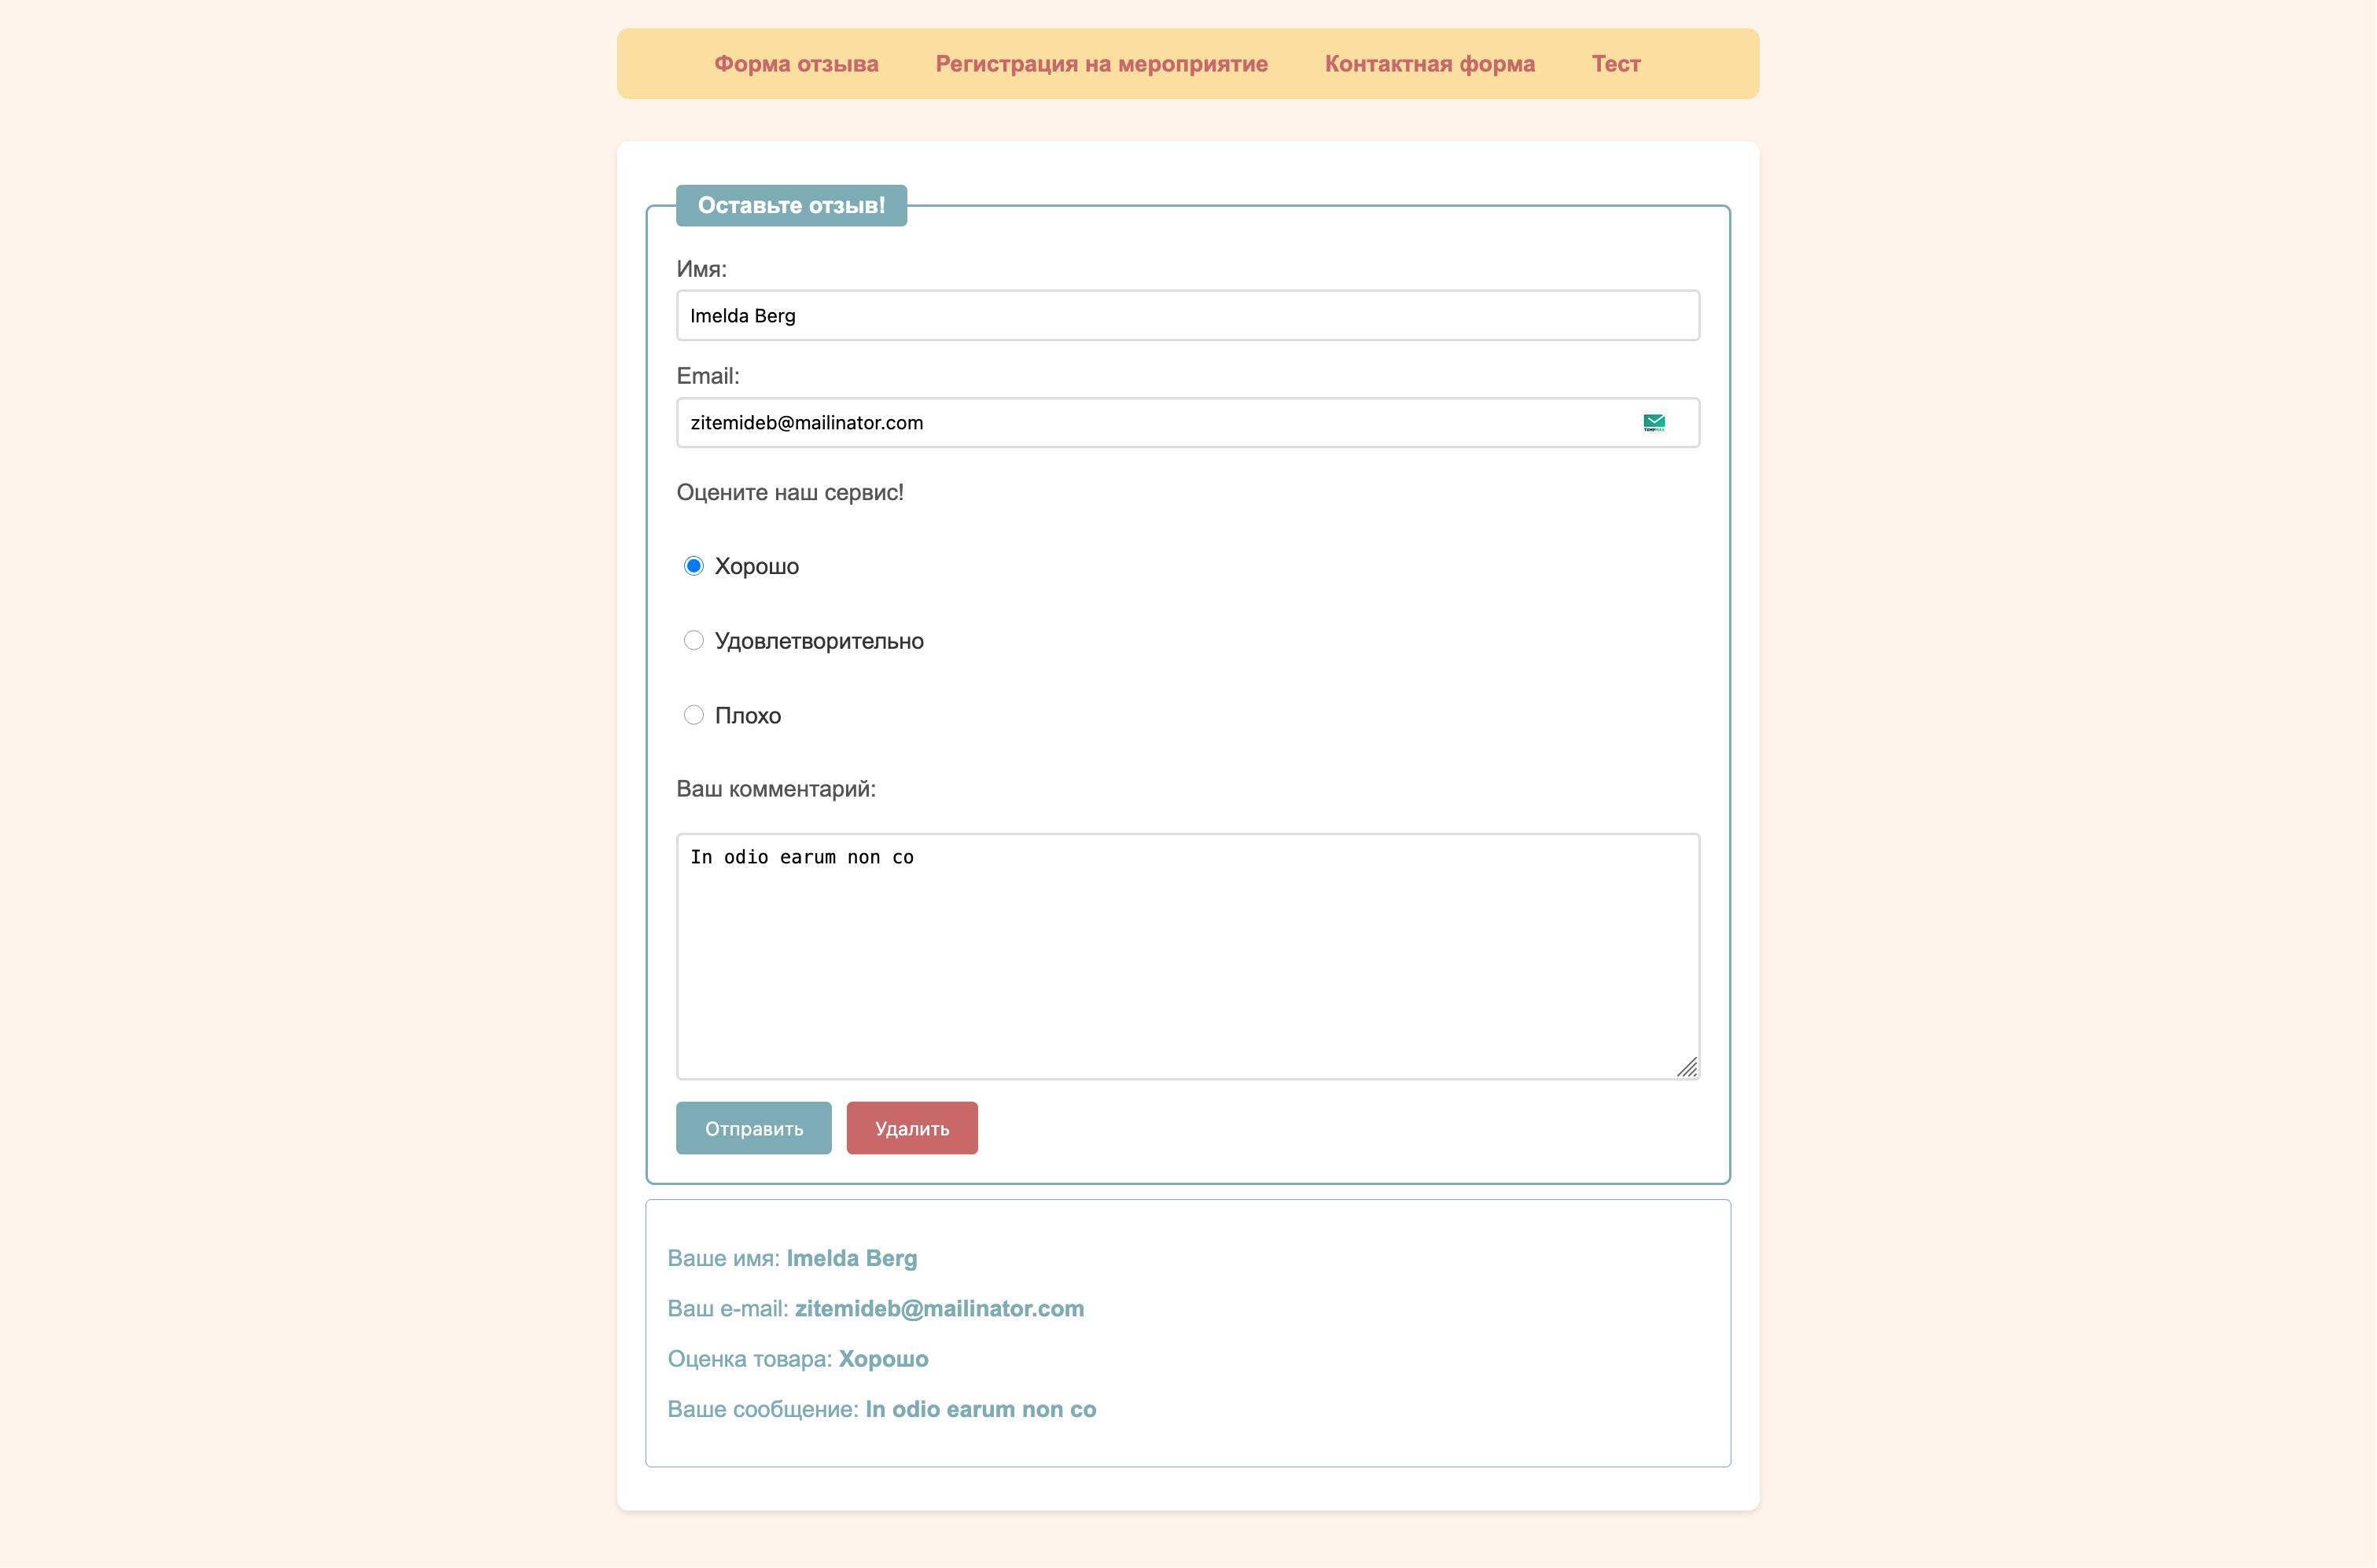 Форма отзыва Регистрация на мероприятие Контактная форма Тест
Оставьте отзыв!
Имя:
Imelda Berg
Email:
zitemideb@mailinator.com
Оцените наш сервис!
Хорошо
Удовлетворительно
Плохо
Ваш комментарий:
In odio earum non co
Отправить Удалить
Ваше имя: Imelda Berg
Ваш e-mail: zitemideb@mailinator.com
Оценка товара: Хорошо
Ваше сообщение: In odio earum non co